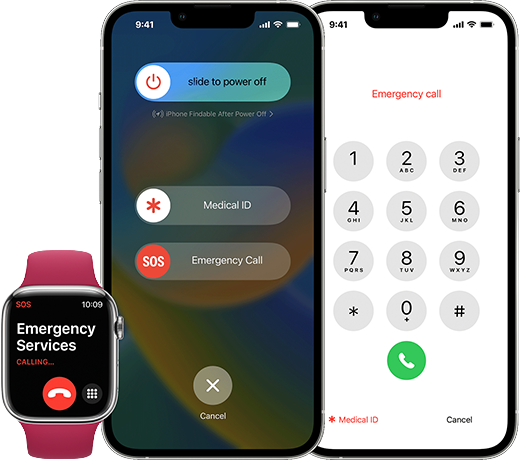 9:41
slide to power off
iPhone Findable After Power Off >
Medical ID
SOS
Emergency Call
Cancel
9:41
Emergency call
1
2
ABC
3
DEF
4
GHI
5
JKL
6
MNO
7
PQRS
8
TUV
9
WXYZ
*
0
+
#
* Medical ID
Cancel
SOS 10:09
Emergency
Services
CALLING...